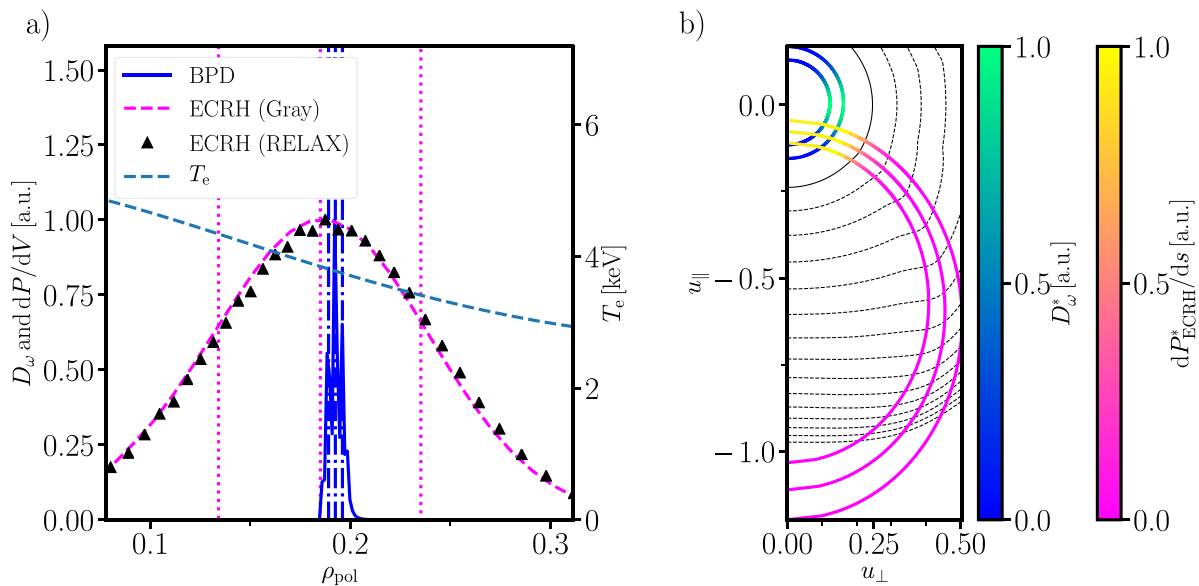 a)
BPD
ECRH (Gray)
ECRH (RELAX)
Tₑ
D_ω and dP/dV [a.u.]
1.50
1.25
1.00
0.75
0.50
0.25
0.00
0.1
0.2
0.3
ρ_pol
6
4
2
0
Tₑ [keV]
b)
u_∥
0.0
−0.5
−1.0
0.00
0.25
0.50
u_⊥
1.0
0.5
0.0
D*_ω [a.u.]
1.0
0.5
0.0
dP*_ECRH/ds [a.u.]